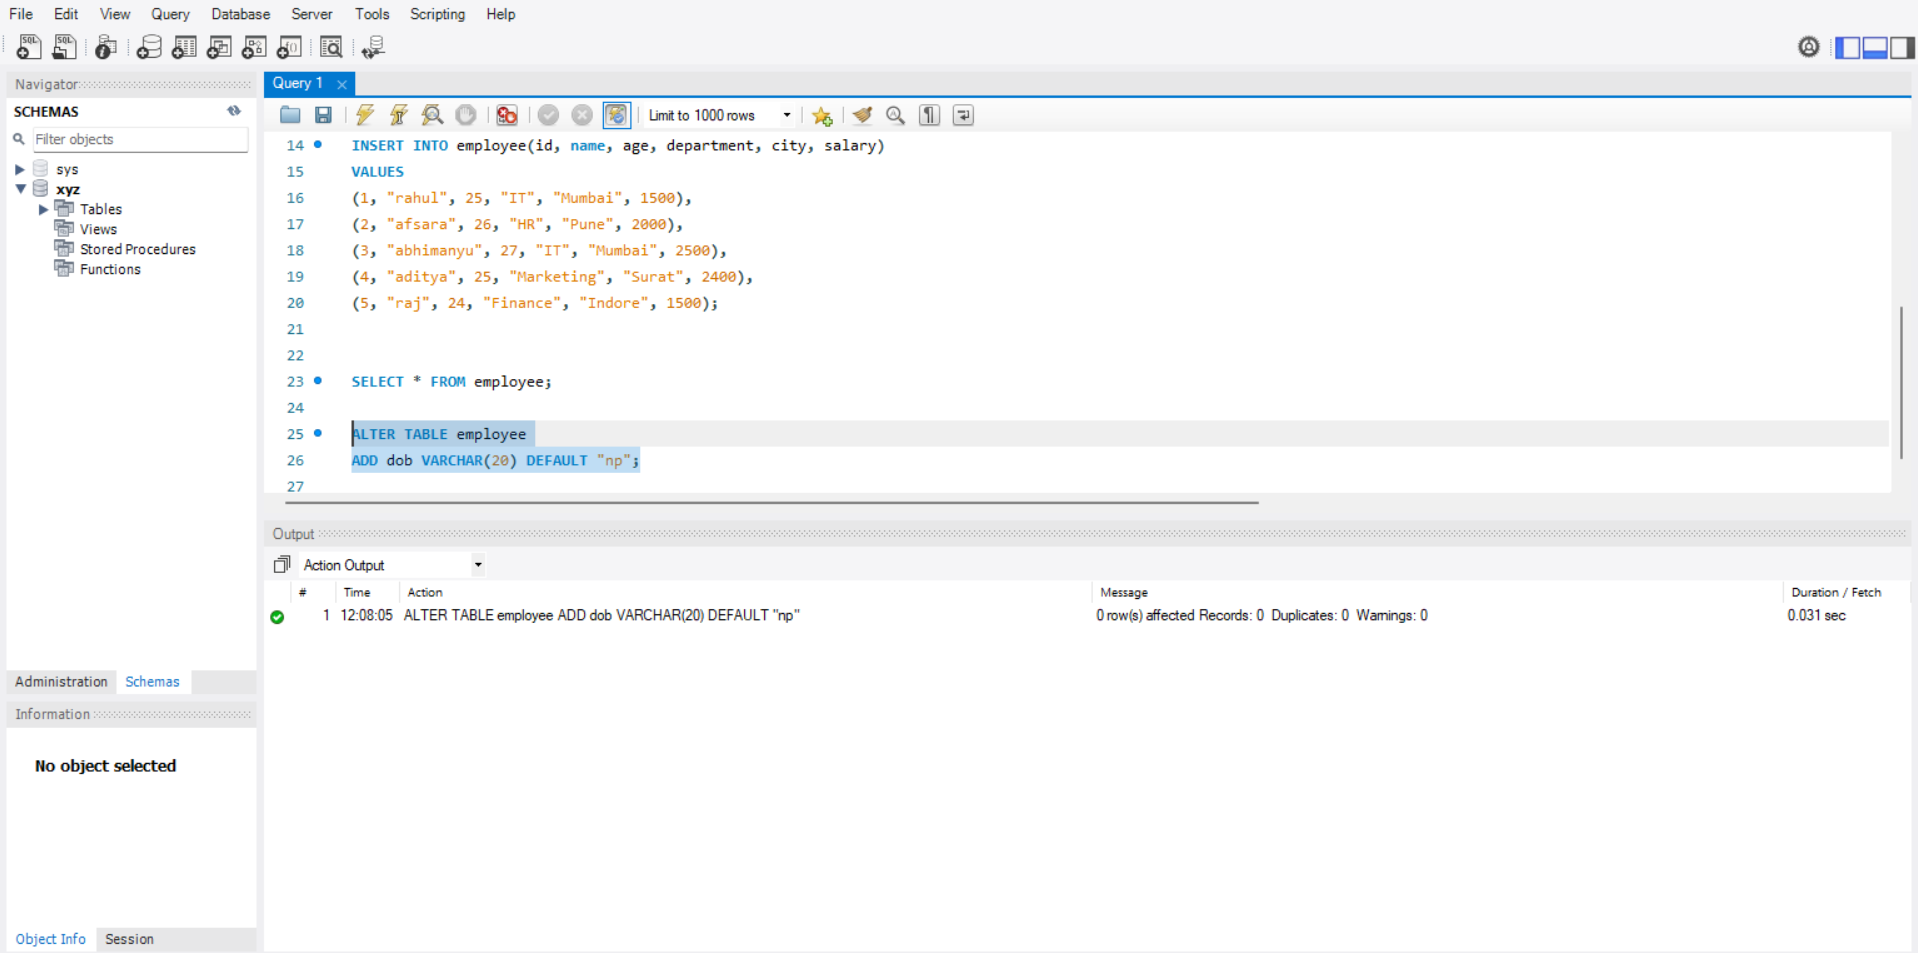 File Edit View Query Database Server Tools Scripting Help
SQL SQL
Navigator
SCHEMAS
Filter objects
sys
xyz
Tables
Views
Stored Procedures
Functions
Administration Schemas
Information
No object selected
Object Info Session
Query 1
Limit to 1000 rows
14 INSERT INTO employee(id, name, age, department, city, salary)
15 VALUES
16 (1, "rahul", 25, "IT", "Mumbai", 1500),
17 (2, "afsara", 26, "HR", "Pune", 2000),
18 (3, "abhimanyu", 27, "IT", "Mumbai", 2500),
19 (4, "aditya", 25, "Marketing", "Surat", 2400),
20 (5, "raj", 24, "Finance", "Indore", 1500);
21
22
23 SELECT * FROM employee;
24
25 ALTER TABLE employee
26 ADD dob VARCHAR(20) DEFAULT "np";
27
Output
Action Output
# Time Action Message Duration / Fetch
1 12:08:05 ALTER TABLE employee ADD dob VARCHAR(20) DEFAULT "np" 0 row(s) affected Records: 0 Duplicates: 0 Warnings: 0 0.031 sec